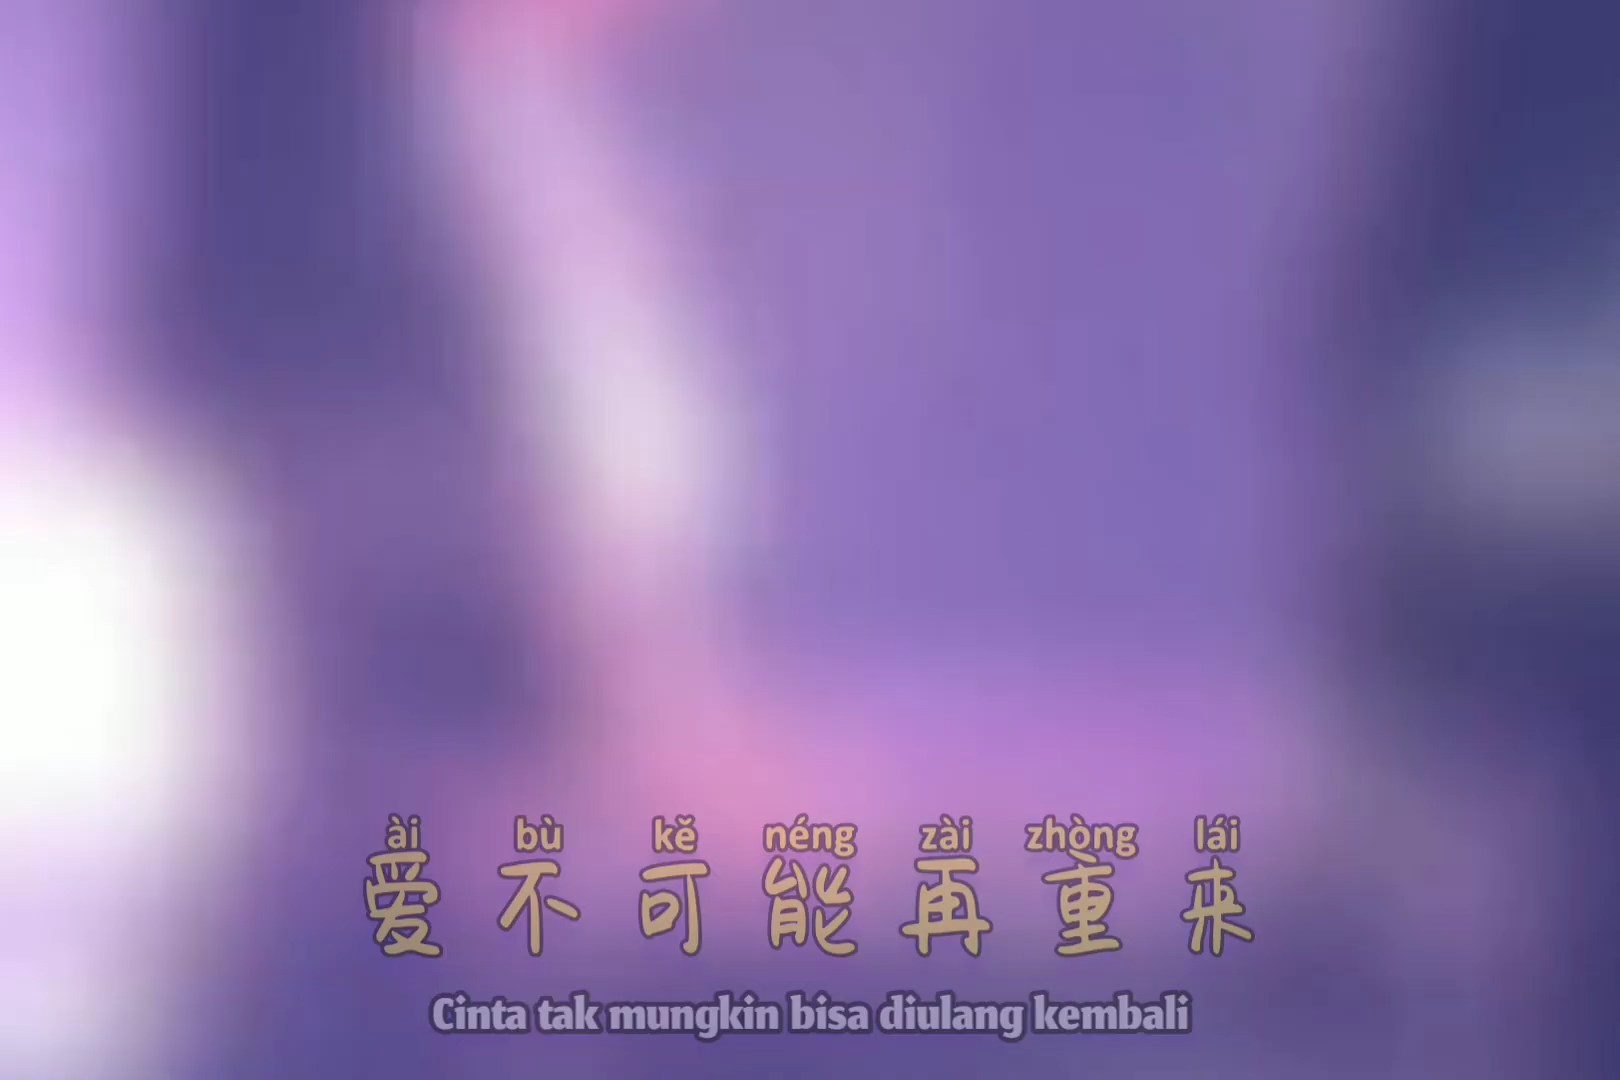 ài bù kě néng zài zhòng lái
爱不可能再重来
Cinta tak mungkin bisa diulang kembali